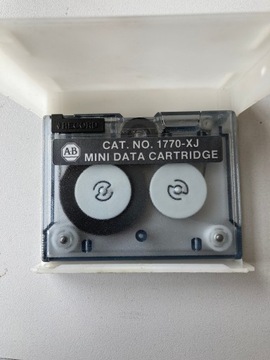 AB
CAT. NO. 1770-XJ
MINI DATA CARTRIDGE